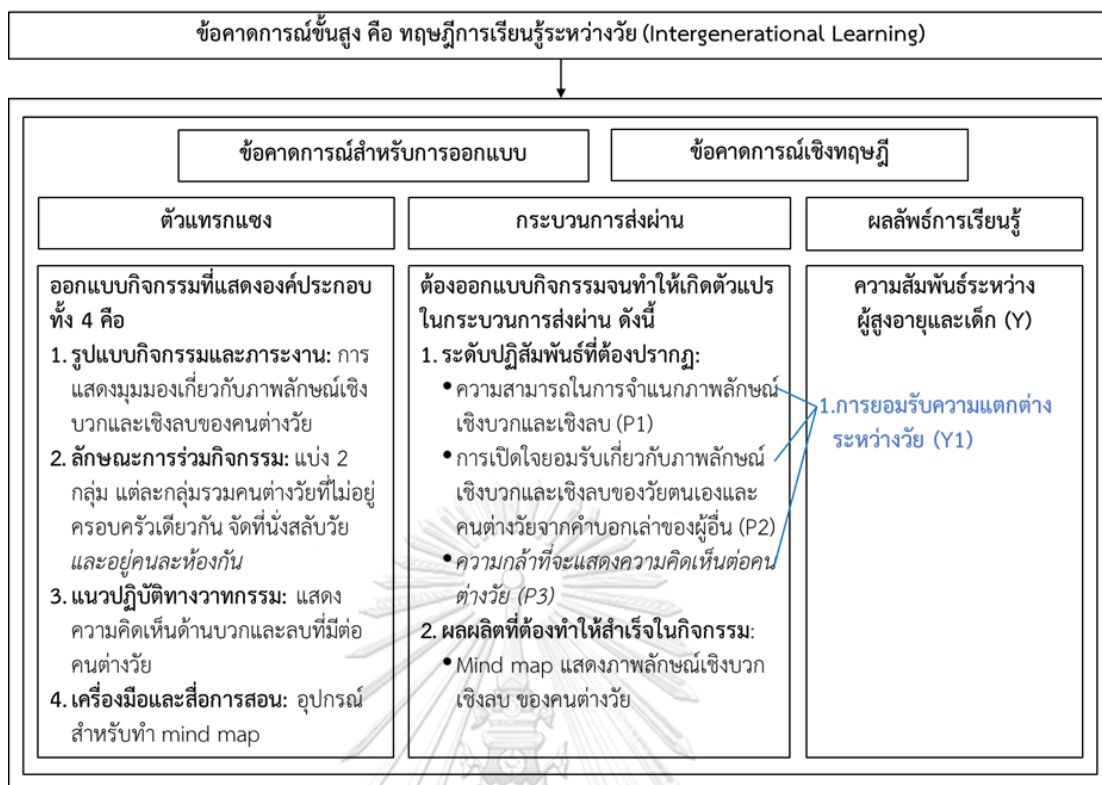 ข้อคาดการณ์ขั้นสูง คือ ทฤษฎีการเรียนรู้ระหว่างวัย (Intergenerational Learning)
ข้อคาดการณ์สำหรับการออกแบบ
ข้อคาดการณ์เชิงทฤษฎี
ตัวแทรกแซง
กระบวนการส่งผ่าน
ผลลัพธ์การเรียนรู้
ออกแบบกิจกรรมที่แสดงองค์ประกอบ
ทั้ง 4 คือ
1. รูปแบบกิจกรรมและภาระงาน: การ
แสดงมุมมองเกี่ยวกับภาพลักษณ์เชิง
บวกและเชิงลบของคนต่างวัย
2. ลักษณะการร่วมกิจกรรม: แบ่ง 2
กลุ่ม แต่ละกลุ่มรวมคนต่างวัยที่ไม่อยู่
ครอบครัวเดียวกัน จัดที่นั่งสลับวัย
และอยู่คนละห้องกัน
3. แนวปฏิบัติทางวาทกรรม: แสดง
ความคิดเห็นด้านบวกและลบที่มีต่อ
คนต่างวัย
4. เครื่องมือและสื่อการสอน: อุปกรณ์
สำหรับทำ mind map
ต้องออกแบบกิจกรรมจนทำให้เกิดตัวแปร
ในกระบวนการส่งผ่าน ดังนี้
1. ระดับปฏิสัมพันธ์ที่ต้องปรากฏ:
• ความสามารถในการจำแนกภาพลักษณ์
เชิงบวกและเชิงลบ (P1)
• การเปิดใจยอมรับเกี่ยวกับภาพลักษณ์
เชิงบวกและเชิงลบของวัยตนเองและ
คนต่างวัยจากคำบอกเล่าของผู้อื่น (P2)
• ความกล้าที่จะแสดงความคิดเห็นต่อคน
ต่างวัย (P3)
2. ผลผลิตที่ต้องทำให้สำเร็จในกิจกรรม:
• Mind map แสดงภาพลักษณ์เชิงบวก
เชิงลบ ของคนต่างวัย
ความสัมพันธ์ระหว่าง
ผู้สูงอายุและเด็ก (Y)
1.การยอมรับความแตกต่าง
ระหว่างวัย (Y1)